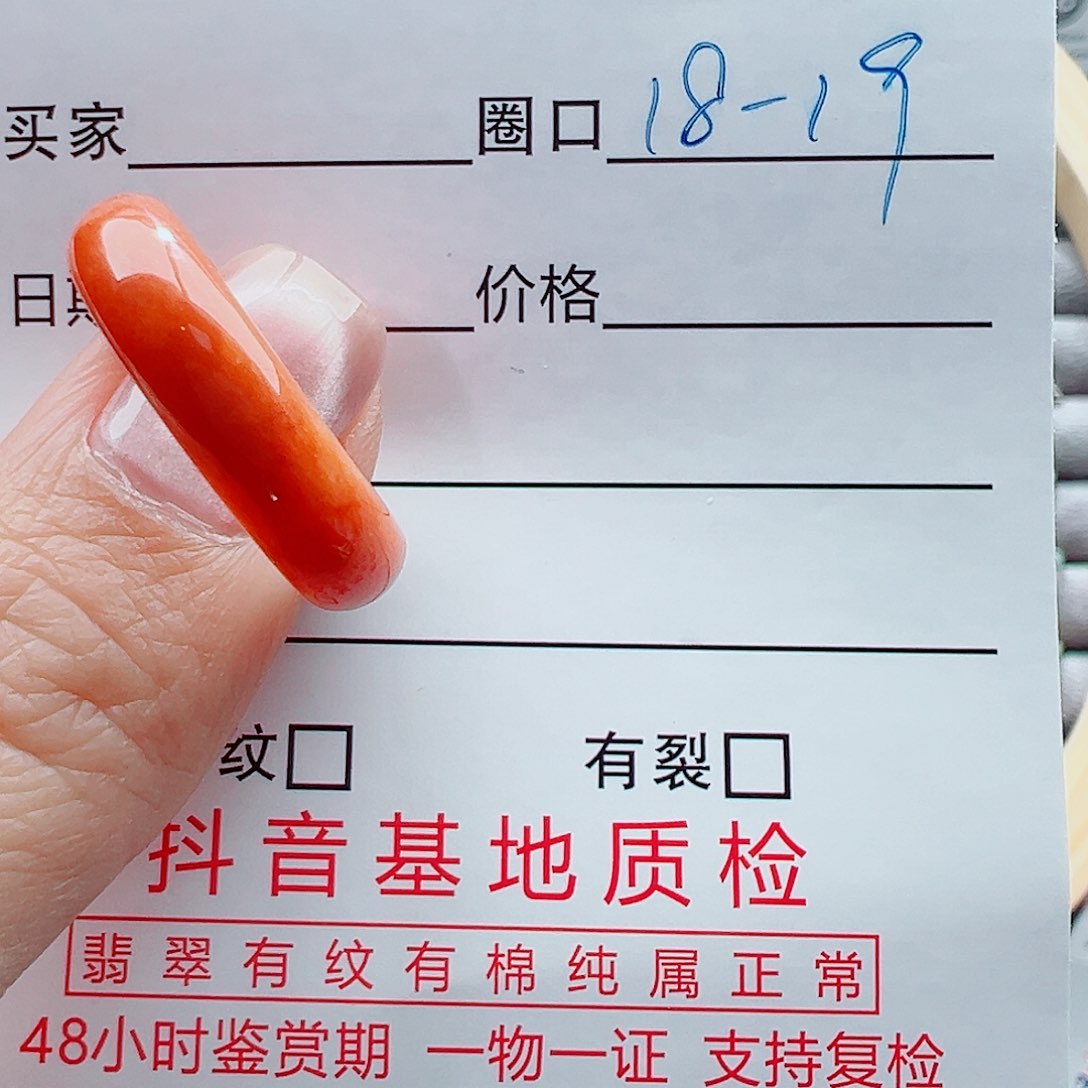 买家 圈口 18-19
日期 价格
纹 有裂
抖音基地质检
翡翠有纹有棉纯属正常
48小时鉴赏期 一物一证 支持复检